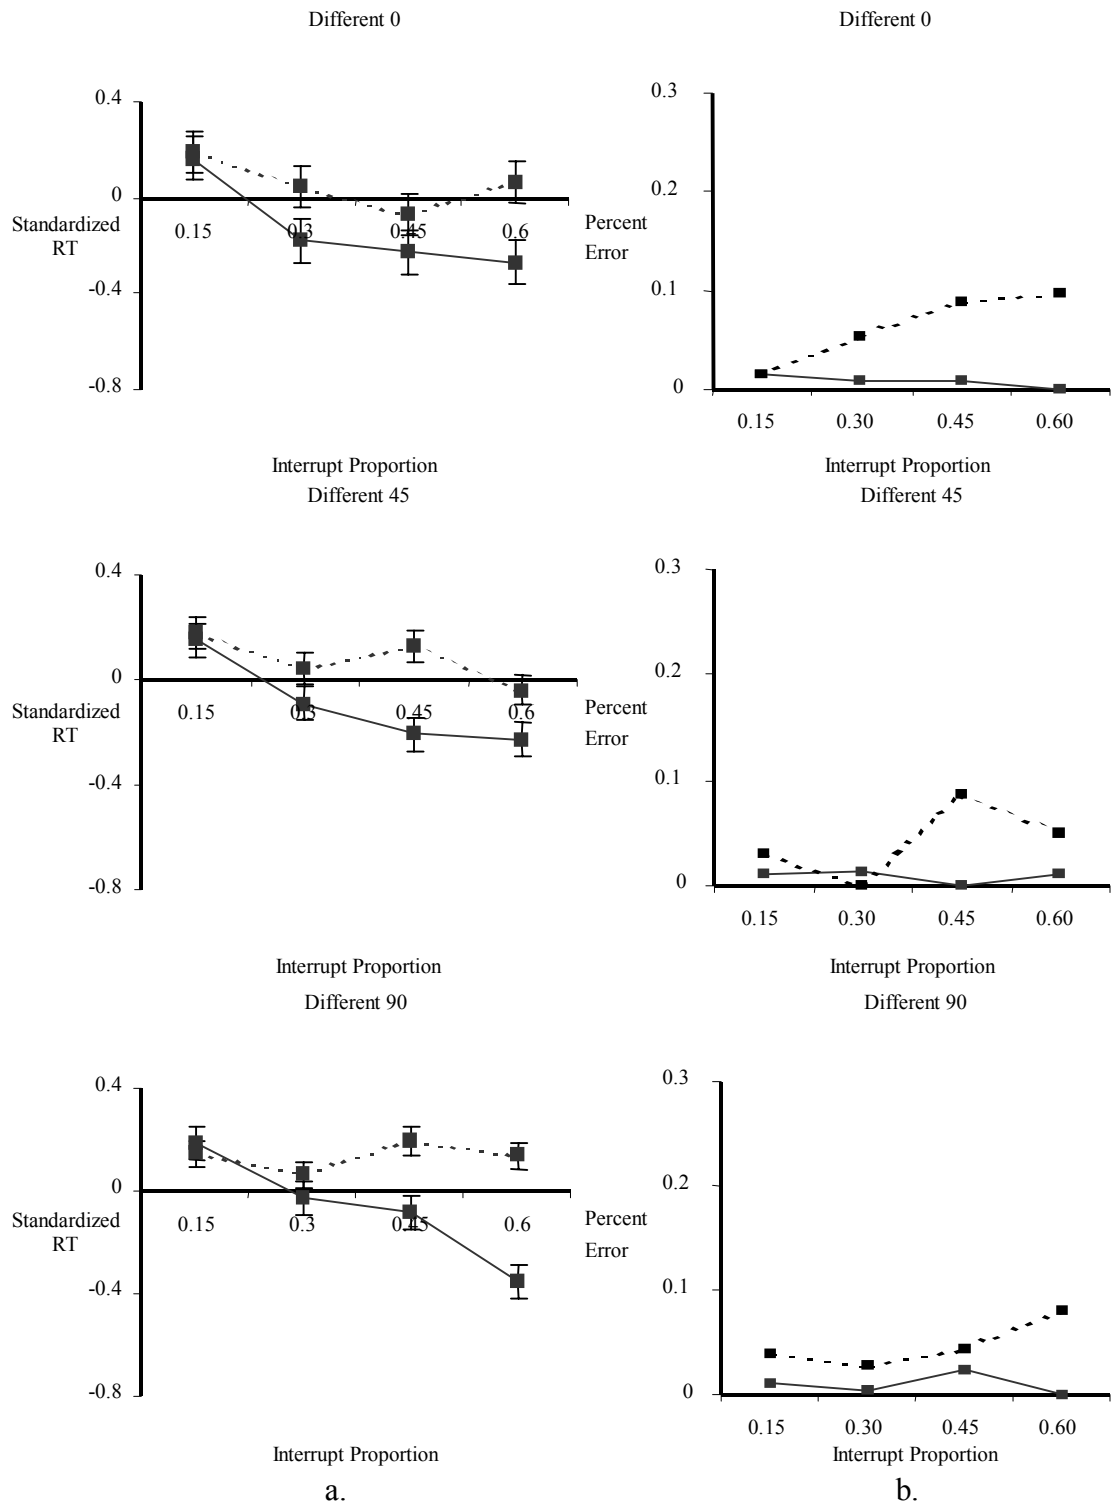 Different 0
0.4
0
-0.4
-0.8
Standardized
RT
0.15 0.3 0.45 0.6
Interrupt Proportion
Different 0
0.3
0.2
0.1
0
Percent
Error
0.15 0.30 0.45 0.60
Interrupt Proportion
Different 45
0.4
0
-0.4
-0.8
Standardized
RT
0.15 0.3 0.45 0.6
Interrupt Proportion
Different 45
0.3
0.2
0.1
0
Percent
Error
0.15 0.30 0.45 0.60
Interrupt Proportion
Different 90
0.4
0
-0.4
-0.8
Standardized
RT
0.15 0.3 0.45 0.6
Interrupt Proportion
a.
Different 90
0.3
0.2
0.1
0
Percent
Error
0.15 0.30 0.45 0.60
Interrupt Proportion
b.